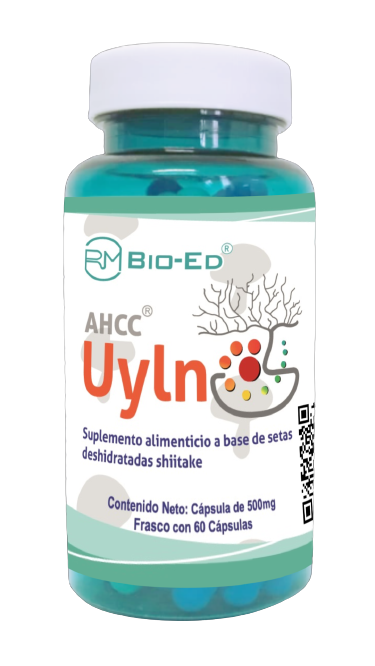 RM BIO-ED®
AHCC®
Uyln
Suplemento alimenticio a base de setas
deshidratadas shiitake
Contenido Neto: Cápsula de 500mg
Frasco con 60 Cápsulas